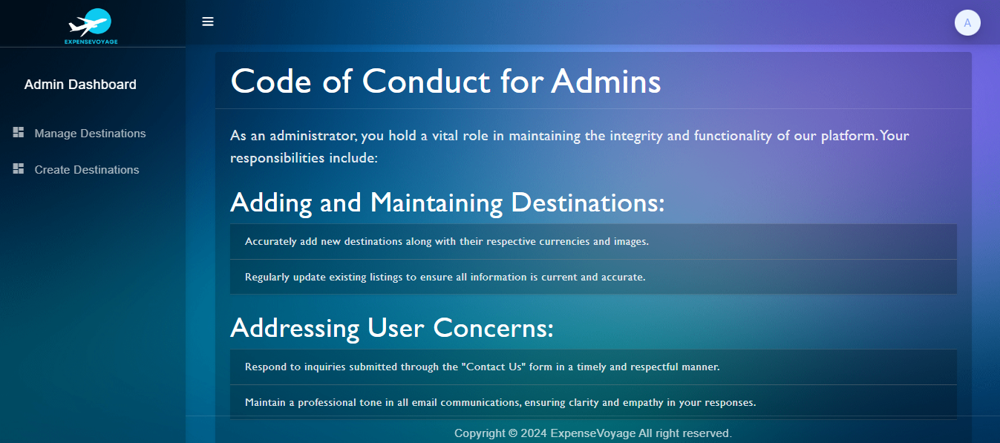 EXPENSEVOYAGE
A
Admin Dashboard
Manage Destinations
Create Destinations
Code of Conduct for Admins
As an administrator, you hold a vital role in maintaining the integrity and functionality of our platform. Your
responsibilities include:
Adding and Maintaining Destinations:
Accurately add new destinations along with their respective currencies and images.
Regularly update existing listings to ensure all information is current and accurate.
Addressing User Concerns:
Respond to inquiries submitted through the "Contact Us" form in a timely and respectful manner.
Maintain a professional tone in all email communications, ensuring clarity and empathy in your responses.
Copyright © 2024 ExpenseVoyage All right reserved.